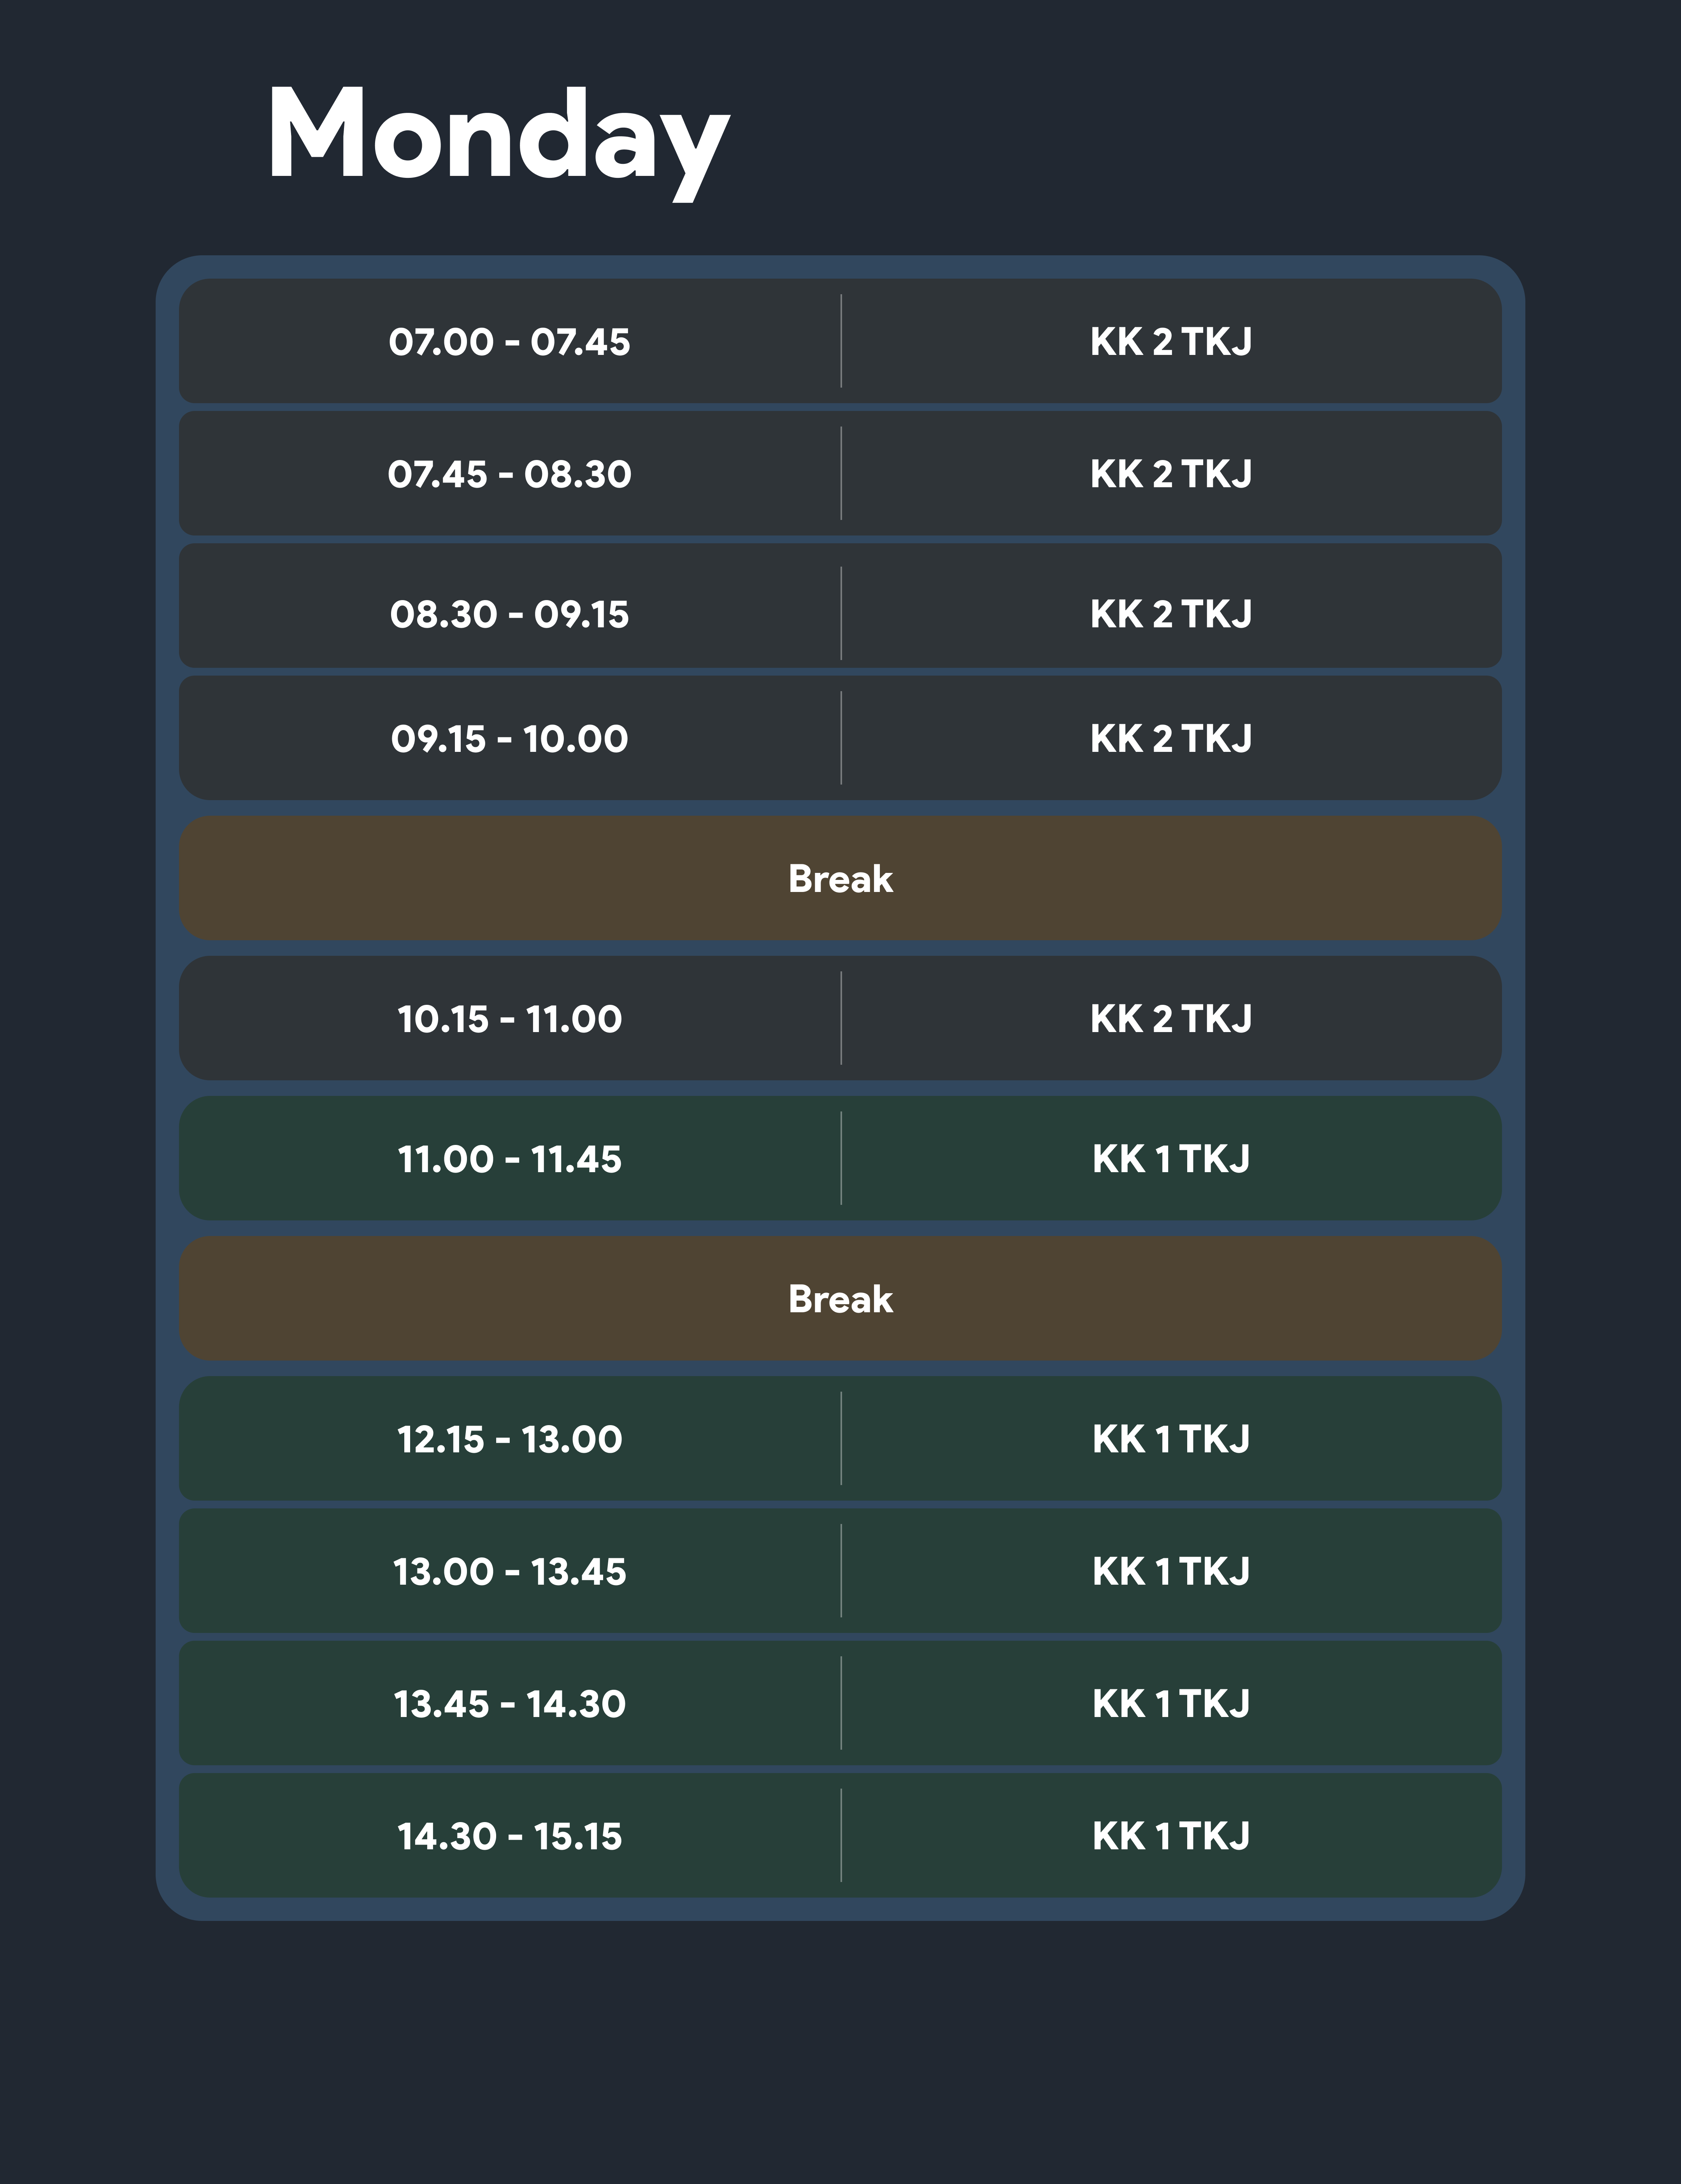 Monday
07.00 - 07.45 KK 2 TKJ
07.45 - 08.30 KK 2 TKJ
08.30 - 09.15 KK 2 TKJ
09.15 - 10.00 KK 2 TKJ
Break
10.15 - 11.00 KK 2 TKJ
11.00 - 11.45 KK 1 TKJ
Break
12.15 - 13.00 KK 1 TKJ
13.00 - 13.45 KK 1 TKJ
13.45 - 14.30 KK 1 TKJ
14.30 - 15.15 KK 1 TKJ